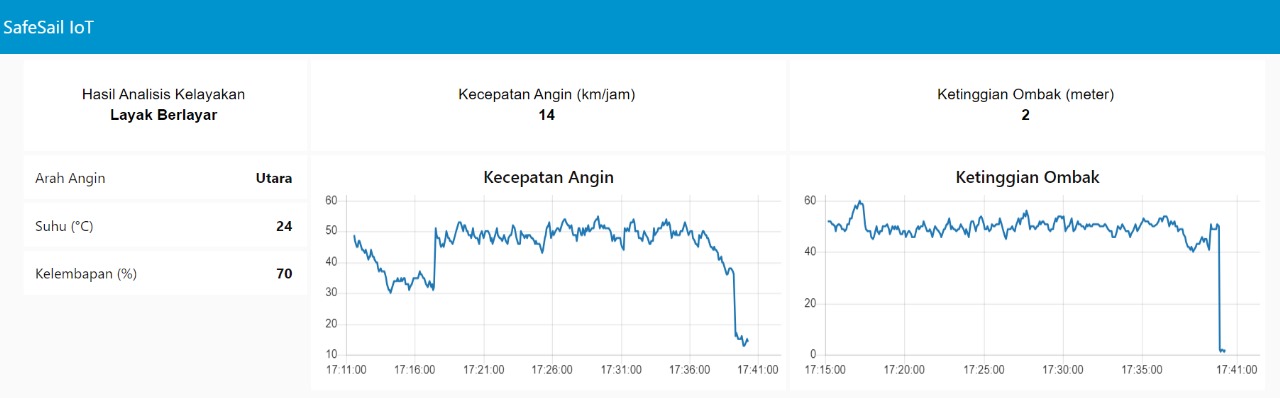 SafeSail IoT
Hasil Analisis Kelayakan
Layak Berlayar
Kecepatan Angin (km/jam)
14
Ketinggian Ombak (meter)
2
Arah Angin Utara
Suhu (°C) 24
Kelembapan (%) 70
Kecepatan Angin
60
50
40
30
20
10
17:11:00 17:16:00 17:21:00 17:26:00 17:31:00 17:36:00 17:41:00
Ketinggian Ombak
60
40
20
0
17:15:00 17:20:00 17:25:00 17:30:00 17:35:00 17:41:00